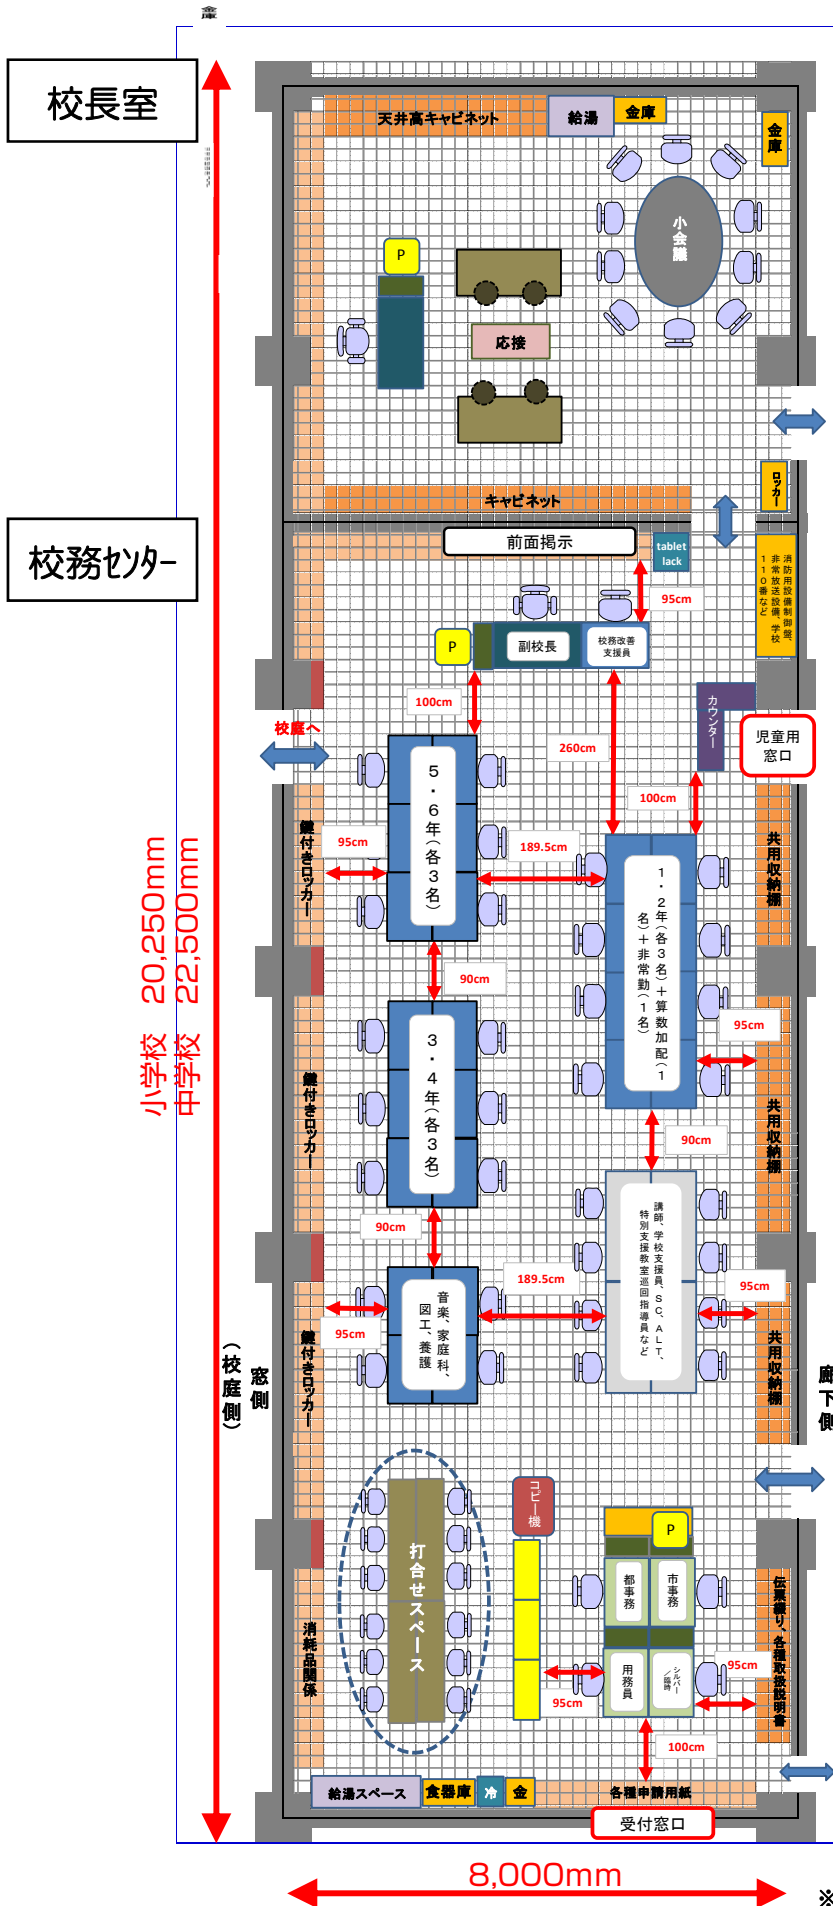 金庫
校長室
天井高キャビネット
給湯
金庫
金庫
小会議
P
応接
ロッカー
キャビネット
校務センター
前面掲示
tablet
lack
消防用設備制御盤、
非常放送設備、学校
１１０番など
95cm
副校長
校務改善
支援員
P
100cm
カウンター
児童用
窓口
校庭へ
260cm
100cm
５・６年（各３名）
鍵付きロッカー
95cm
189.5cm
共用収納棚
１・２年（各３名）＋算数加配（１
名）＋非常勤（１名）
小学校　20,250mm
中学校　22,500mm
90cm
95cm
３・４年（各３名）
鍵付きロッカー
共用収納棚
90cm
90cm
講師、学校支援員、ＳＣ、ＡＬＴ、
特別支援教室巡回指導員など
189.5cm
95cm
音楽、家庭科、
図工、養護
95cm
鍵付きロッカー
共用収納棚
窓側
（校庭側）
廊下側
コピー機
P
打合せスペース
都事務
市事務
消耗品関係
伝票綴り、各種取扱説明書
用務員
シルバー
／臨時
95cm
95cm
100cm
給湯スペース
食器庫
冷
金
各種申請用紙
受付窓口
8,000mm
※